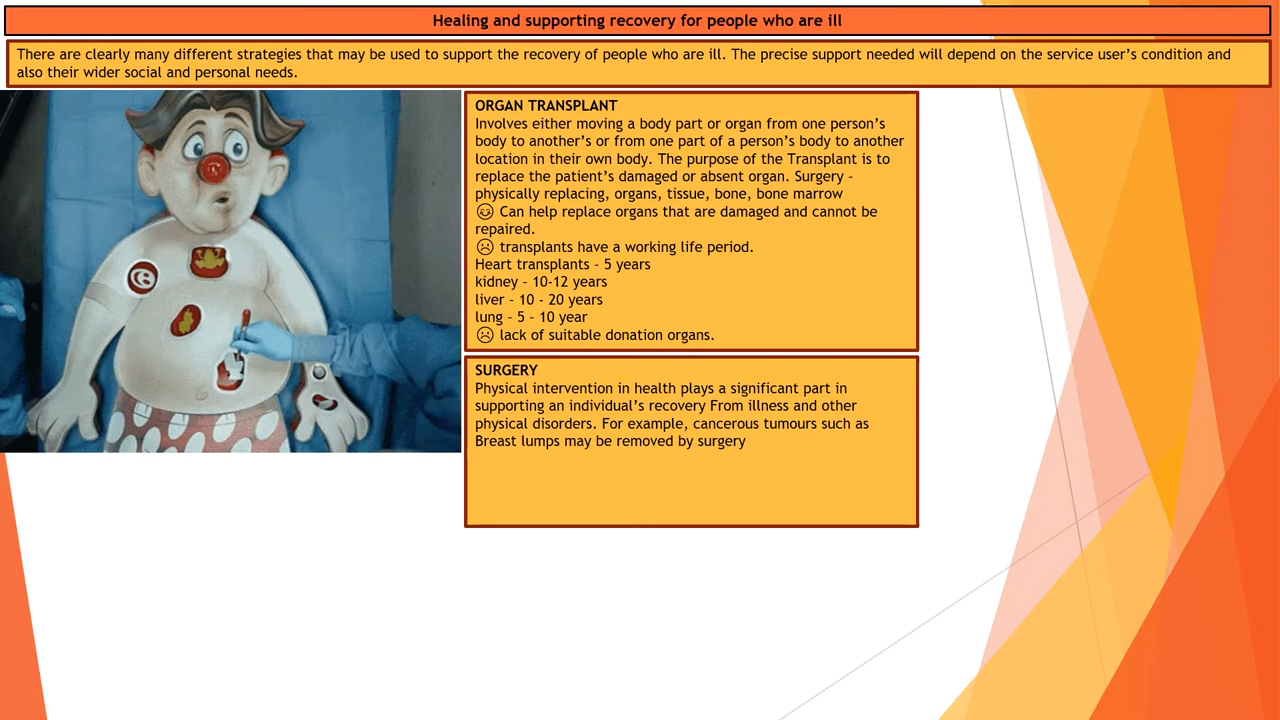 Healing and supporting recovery for people who are ill
There are clearly many different strategies that may be used to support the recovery of people who are ill. The precise support needed will depend on the service user’s condition and
also their wider social and personal needs.
ORGAN TRANSPLANT
Involves either moving a body part or organ from one person’s
body to another’s or from one part of a person’s body to another
location in their own body. The purpose of the Transplant is to
replace the patient’s damaged or absent organ. Surgery –
physically replacing, organs, tissue, bone, bone marrow
☺ Can help replace organs that are damaged and cannot be
repaired.
☹ transplants have a working life period.
Heart transplants – 5 years
kidney – 10-12 years
liver – 10 - 20 years
lung – 5 – 10 year
☹ lack of suitable donation organs.
SURGERY
Physical intervention in health plays a significant part in
supporting an individual’s recovery From illness and other
physical disorders. For example, cancerous tumours such as
Breast lumps may be removed by surgery